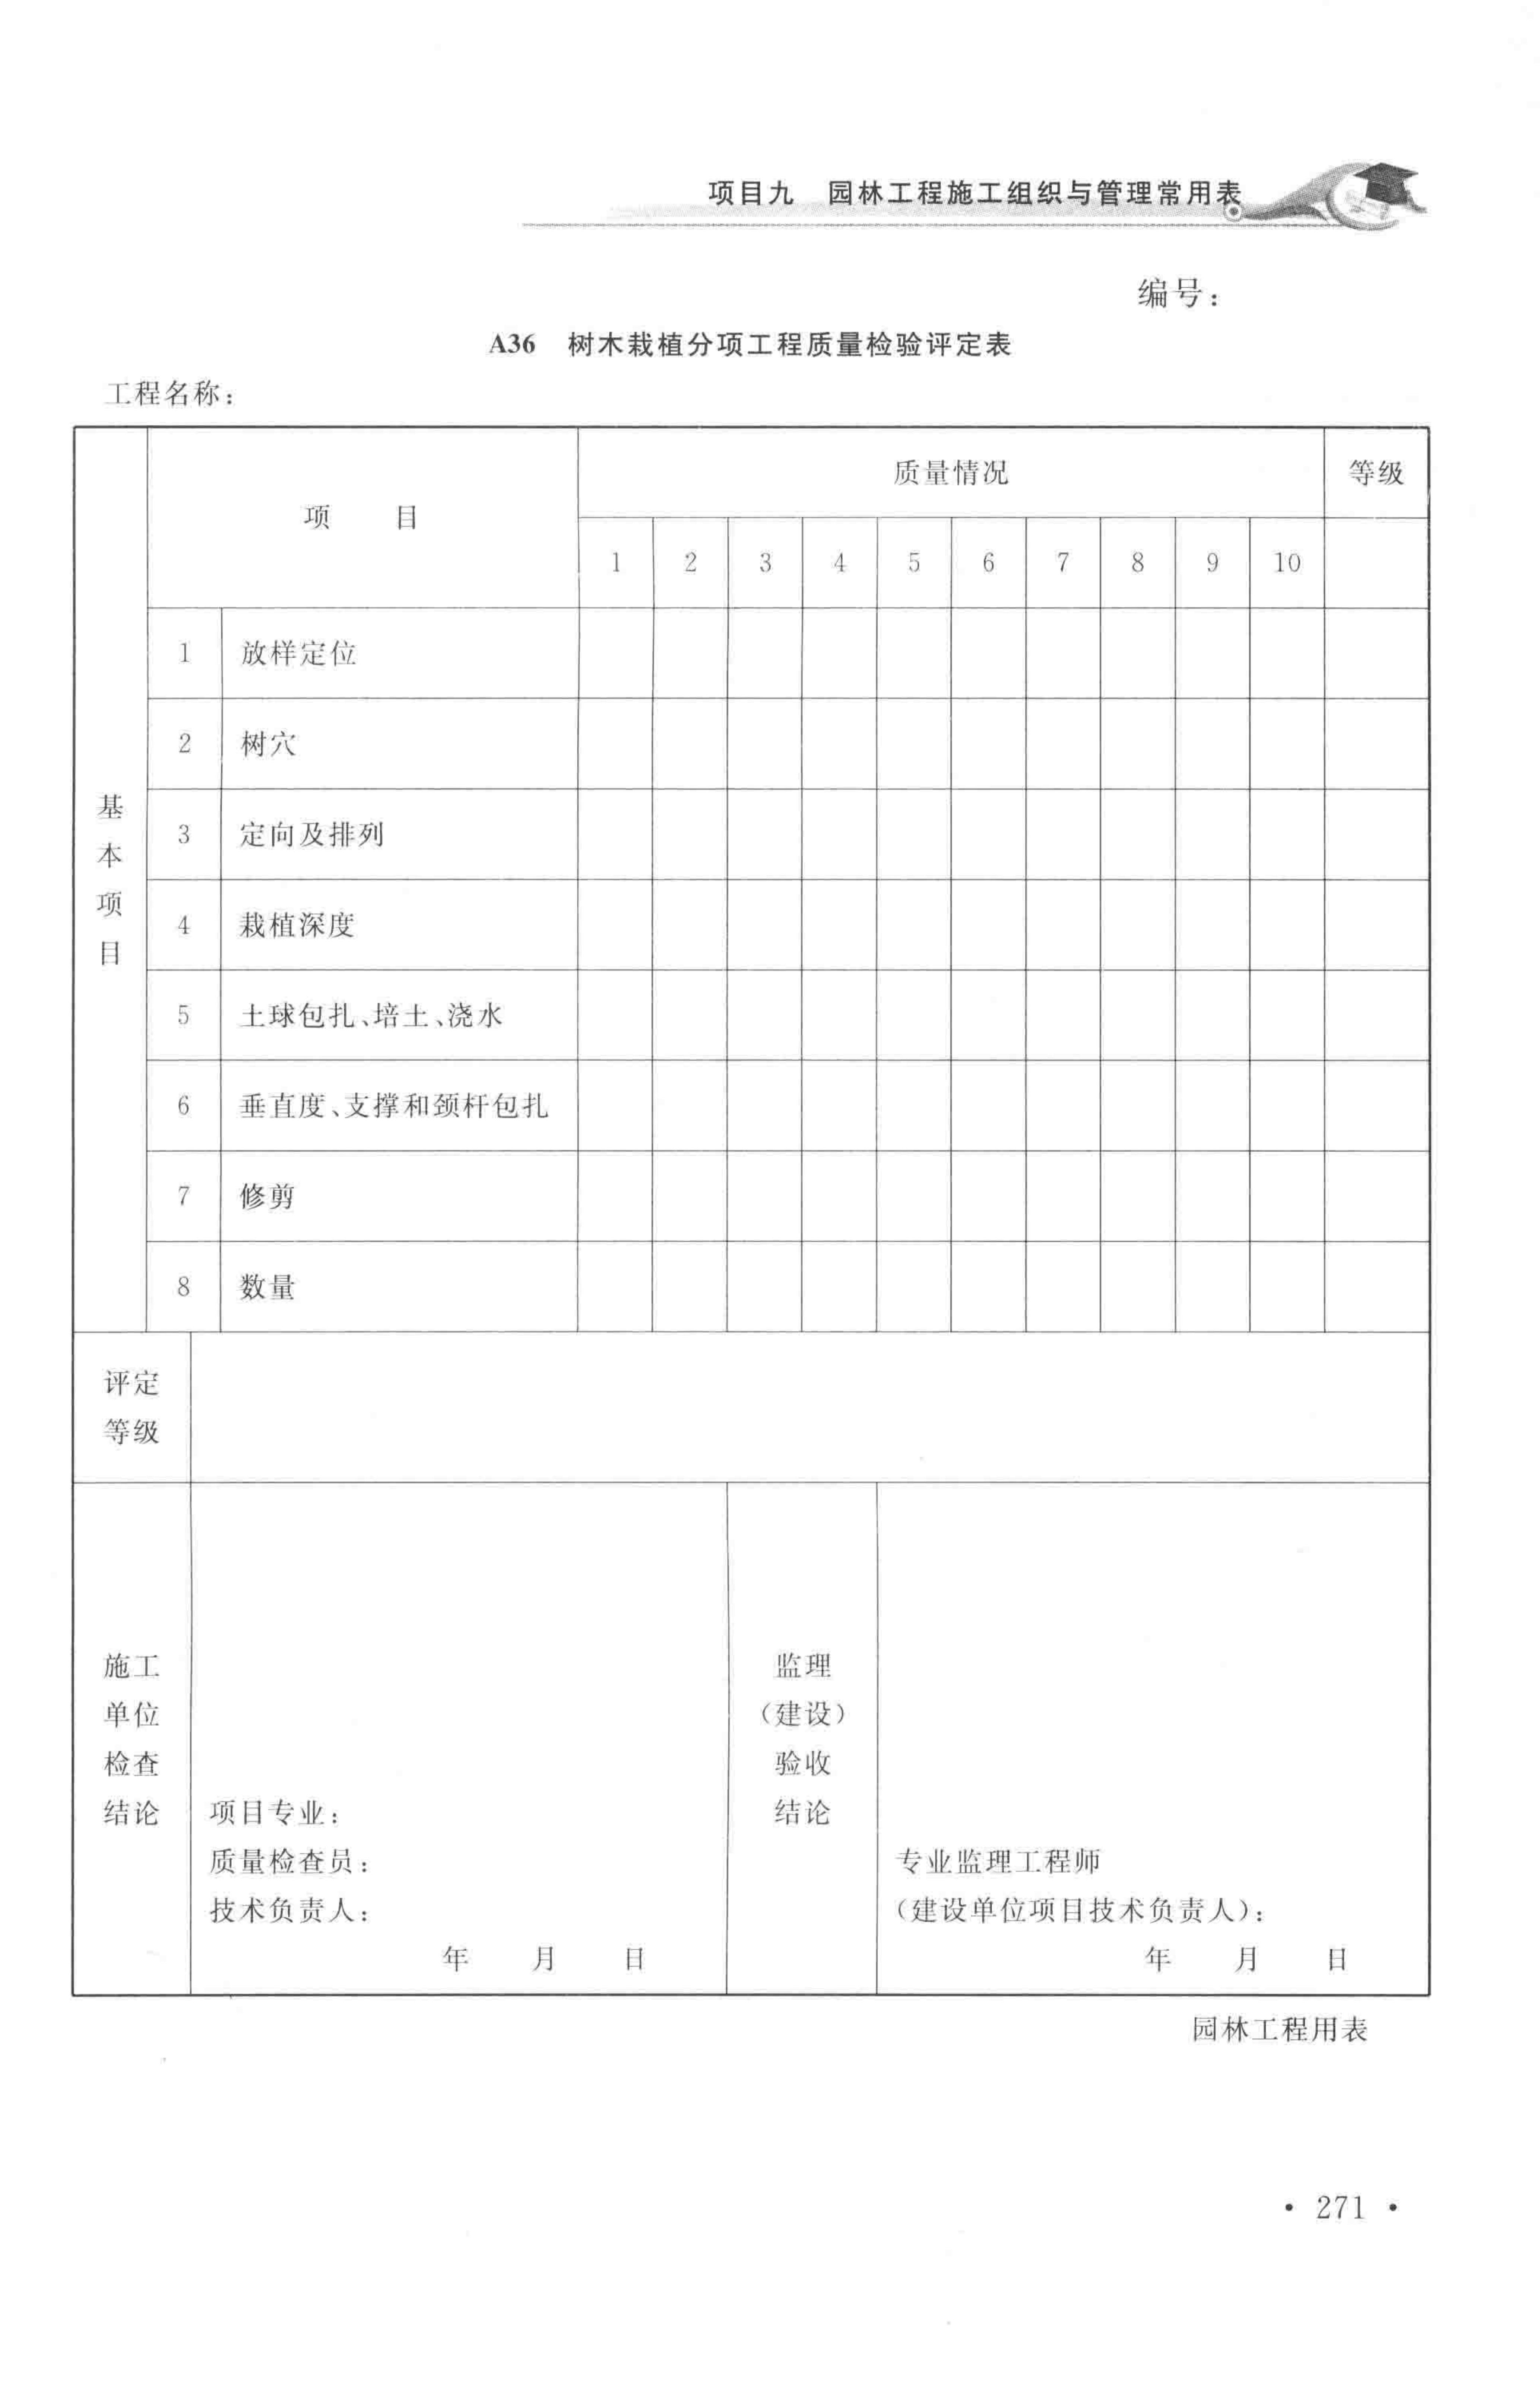 项目九 园林工程施工组织与管理常用表
编号：
A36 树木栽植分项工程质量检验评定表
工程名称：
基本项目
项 目
质量情况
等级
1 2 3 4 5 6 7 8 9 10
1 放样定位
2 树穴
3 定向及排列
4 栽植深度
5 土球包扎、培土、浇水
6 垂直度、支撑和颈杆包扎
7 修剪
8 数量
评定
等级
施工
单位
检查
结论
项目专业：
质量检查员：
技术负责人：
年 月 日
监理
（建设）
验收
结论
专业监理工程师
（建设单位项目技术负责人）：
年 月 日
园林工程用表
• 271 •